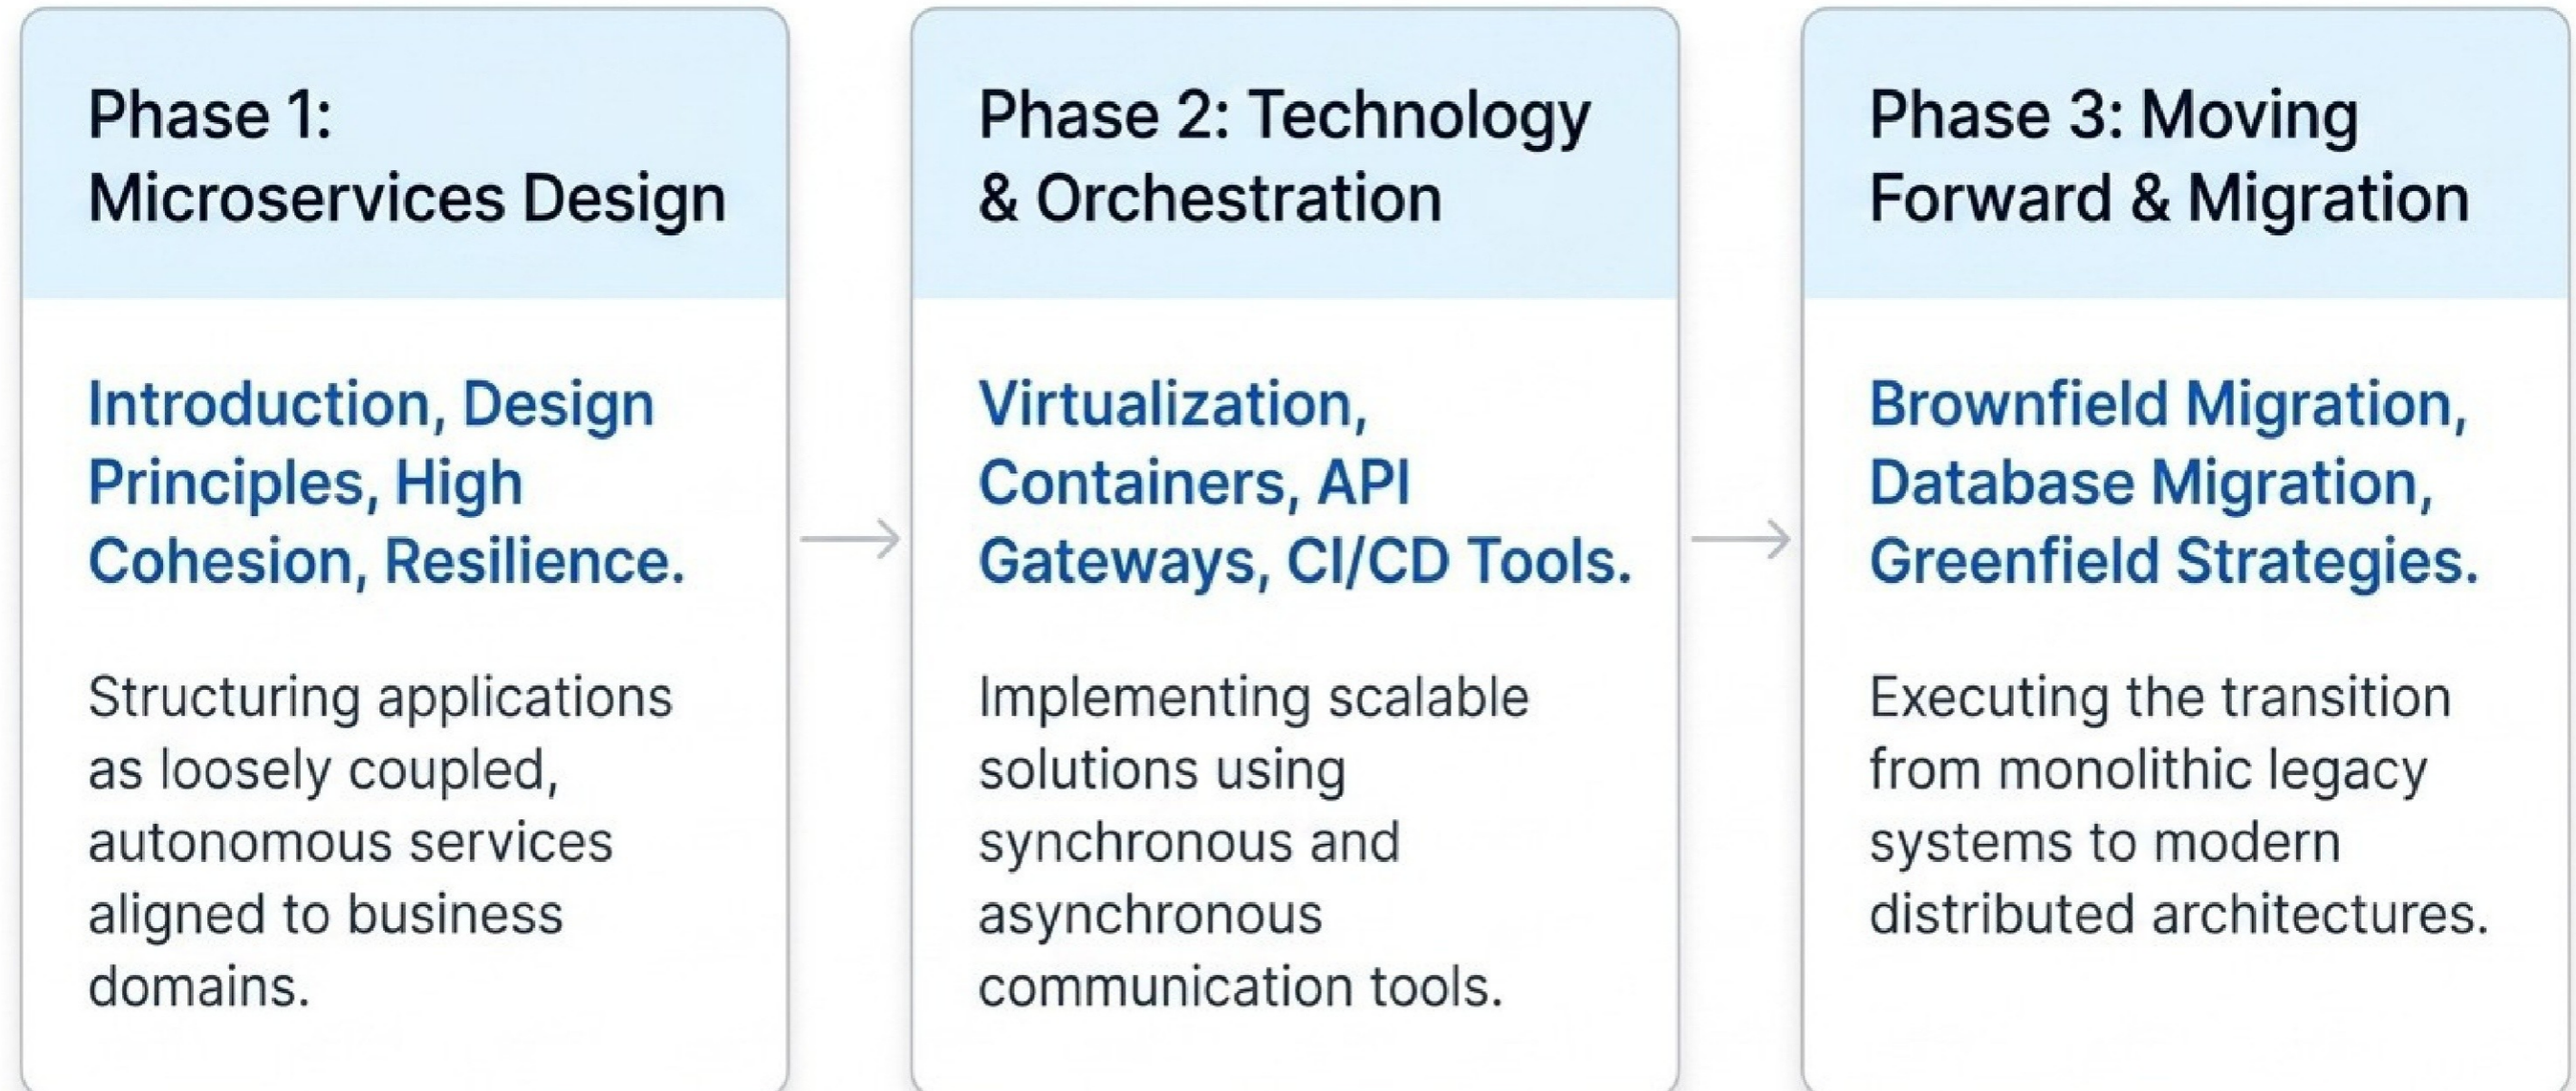 Phase 1:
Microservices Design
Introduction, Design
Principles, High
Cohesion, Resilience.
Structuring applications
as loosely coupled,
autonomous services
aligned to business
domains.
Phase 2: Technology
& Orchestration
Virtualization,
Containers, API
Gateways, CI/CD Tools.
Implementing scalable
solutions using
synchronous and
asynchronous
communication tools.
Phase 3: Moving
Forward & Migration
Brownfield Migration,
Database Migration,
Greenfield Strategies.
Executing the transition
from monolithic legacy
systems to modern
distributed architectures.